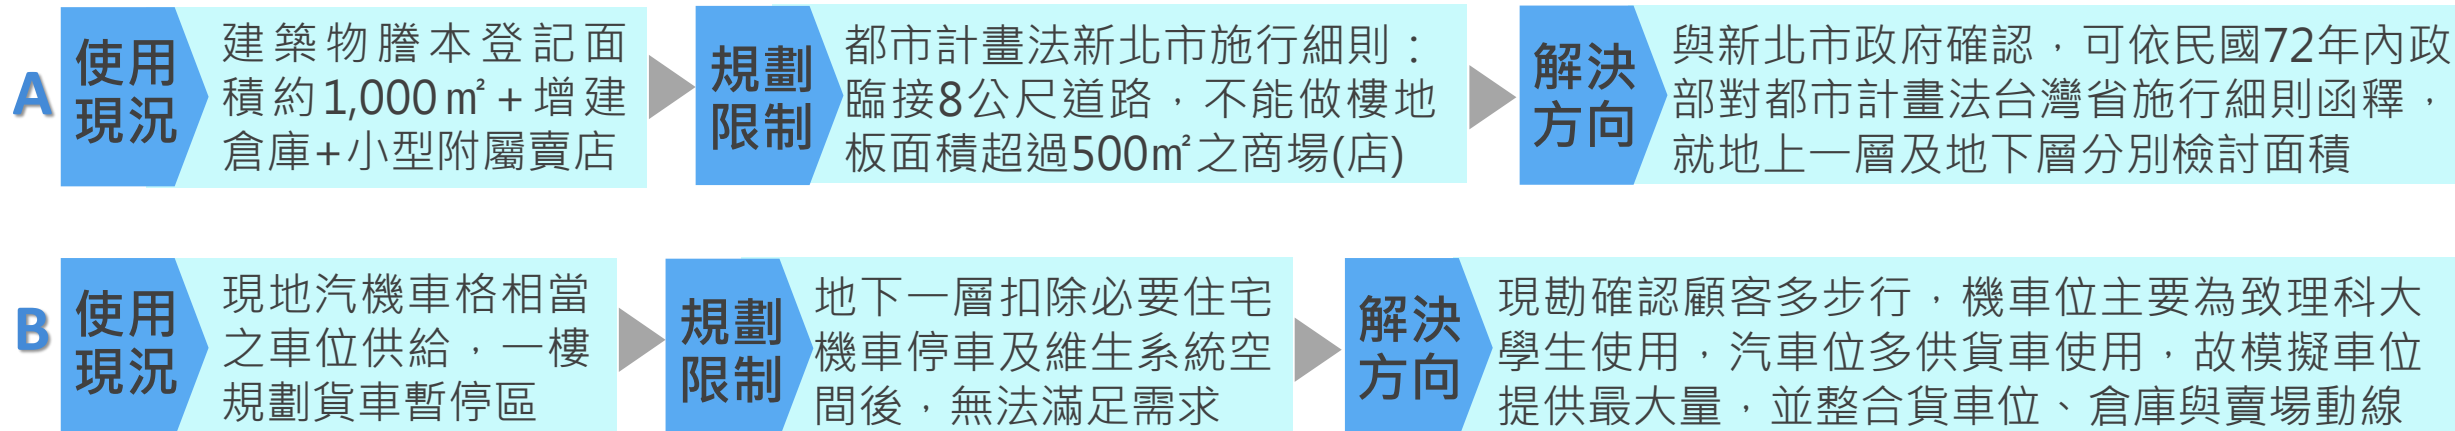 A
使用
現況
建築物謄本登記面
積約1,000㎡+增建
倉庫+小型附屬賣店
規劃
限制
都市計畫法新北市施行細則：
臨接8公尺道路，不能做樓地
板面積超過500㎡之商場(店)
解決
方向
與新北市政府確認，可依民國72年內政
部對都市計畫法台灣省施行細則函釋，
就地上一層及地下層分別檢討面積
B
使用
現況
現地汽機車格相當
之車位供給，一樓
規劃貨車暫停區
規劃
限制
地下一層扣除必要住宅
機車停車及維生系統空
間後，無法滿足需求
解決
方向
現勘確認顧客多步行，機車位主要為致理科大
學生使用，汽車位多供貨車使用，故模擬車位
提供最大量，並整合貨車位、倉庫與賣場動線